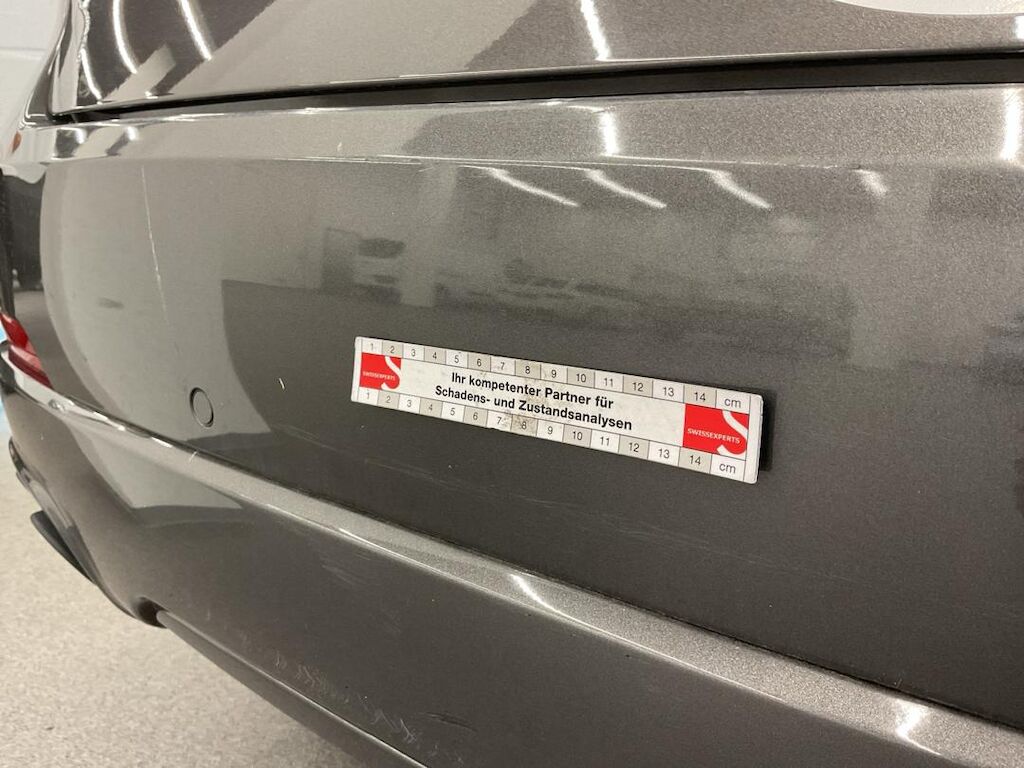 1 2 3 4 5 6 7 8 9 10 11 12 13 14 cm
SWISSEXPERTS
Ihr kompetenter Partner für
Schadens- und Zustandsanalysen
SWISSEXPERTS
1 2 3 4 5 6 7 8 9 10 11 12 13 14 cm